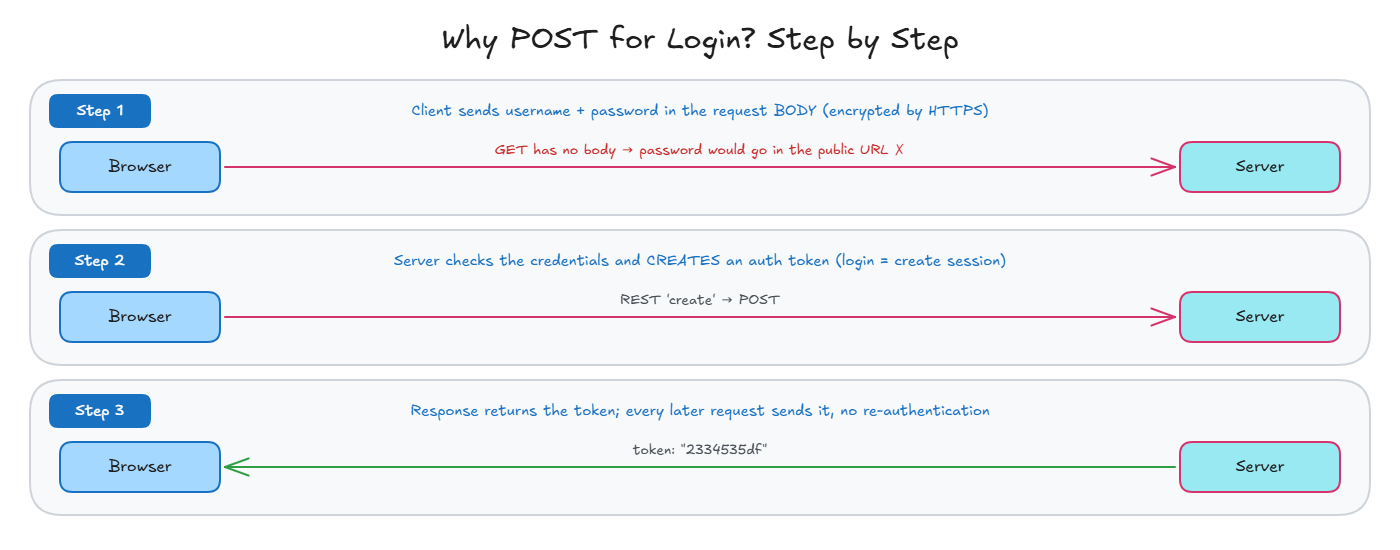 Why POST for Login? Step by Step
Step 1
Client sends username + password in the request BODY (encrypted by HTTPS)
GET has no body → password would go in the public URL ✗
Browser
Server
Step 2
Server checks the credentials and CREATES an auth token (login = create session)
REST 'create' → POST
Browser
Server
Step 3
Response returns the token; every later request sends it, no re-authentication
token: "2334535df"
Browser
Server